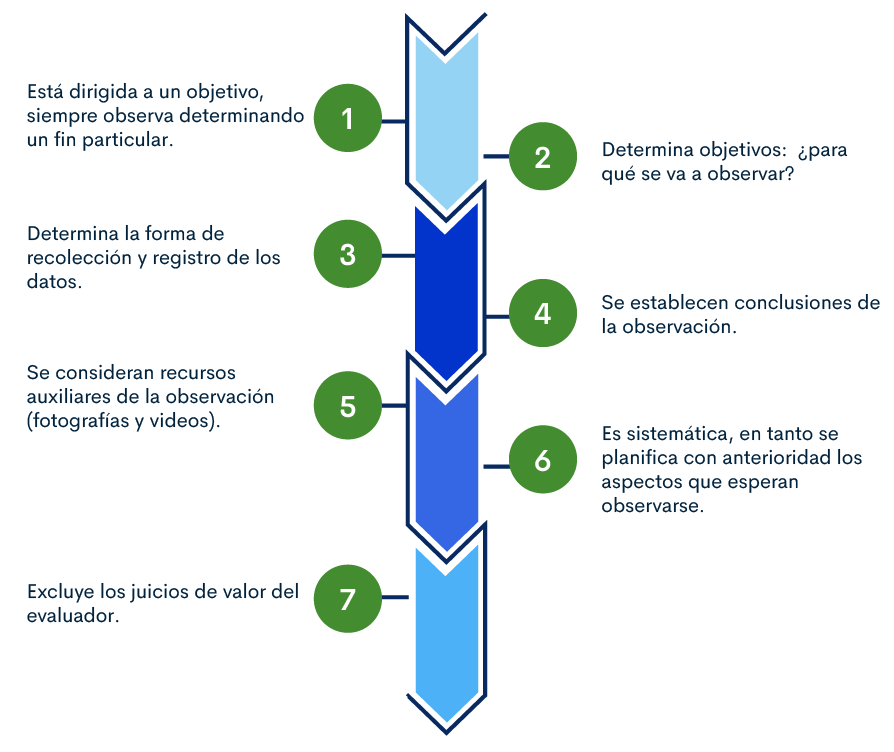 1
Está dirigida a un objetivo,
siempre observa determinando
un fin particular.
2
Determina objetivos:  ¿para
qué se va a observar?
3
Determina la forma de
recolección y registro de los
datos.
4
Se establecen conclusiones de
la observación.
5
Se consideran recursos
auxiliares de la observación
(fotografías y videos).
6
Es sistemática, en tanto se
planifica con anterioridad los
aspectos que esperan
observarse.
7
Excluye los juicios de valor del
evaluador.